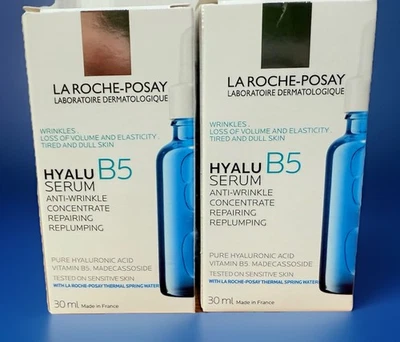 LA ROCHE-POSAY
LABORATOIRE DERMATOLOGIQUE
WRINKLES
LOSS OF VOLUME AND ELASTICITY
TIRED AND DULL SKIN
HYALU B5
SERUM
ANTI-WRINKLE
CONCENTRATE
REPAIRING
REPLUMPING
PURE HYALURONIC ACID
VITAMIN B5. MADECASSOSIDE
TESTED ON SENSITIVE SKIN
WITH LA ROCHE-POSAY THERMAL SPRING WATER
30 ml Made in France
LA ROCHE-POSAY
LABORATOIRE DERMATOLOGIQUE
WRINKLES
LOSS OF VOLUME AND ELASTICITY
TIRED AND DULL SKIN
HYALU B5
SERUM
ANTI-WRINKLE
CONCENTRATE
REPAIRING
REPLUMPING
PURE HYALURONIC ACID
VITAMIN B5. MADECASSOSIDE
TESTED ON SENSITIVE SKIN
WITH LA ROCHE-POSAY THERMAL SPRING WATER
30 ml Made in France